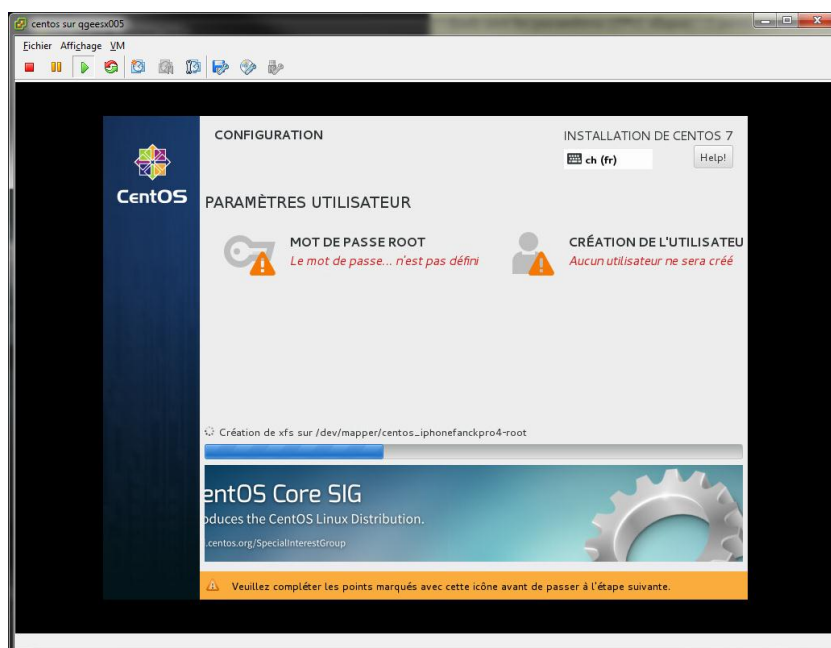 centos sur qgeesx005
Fichier Affichage VM
CONFIGURATION
INSTALLATION DE CENTOS 7
ch (fr)
Help!
CentOS
PARAMÈTRES UTILISATEUR
MOT DE PASSE ROOT
Le mot de passe... n'est pas défini
CRÉATION DE L'UTILISATEU
Aucun utilisateur ne sera créé
Création de xfs sur /dev/mapper/centos_iphonefanckpro4-root
entOS Core SIG
oduces the CentOS Linux Distribution.
.centos.org/SpecialInterestGroup
Veuillez compléter les points marqués avec cette icône avant de passer à l'étape suivante.